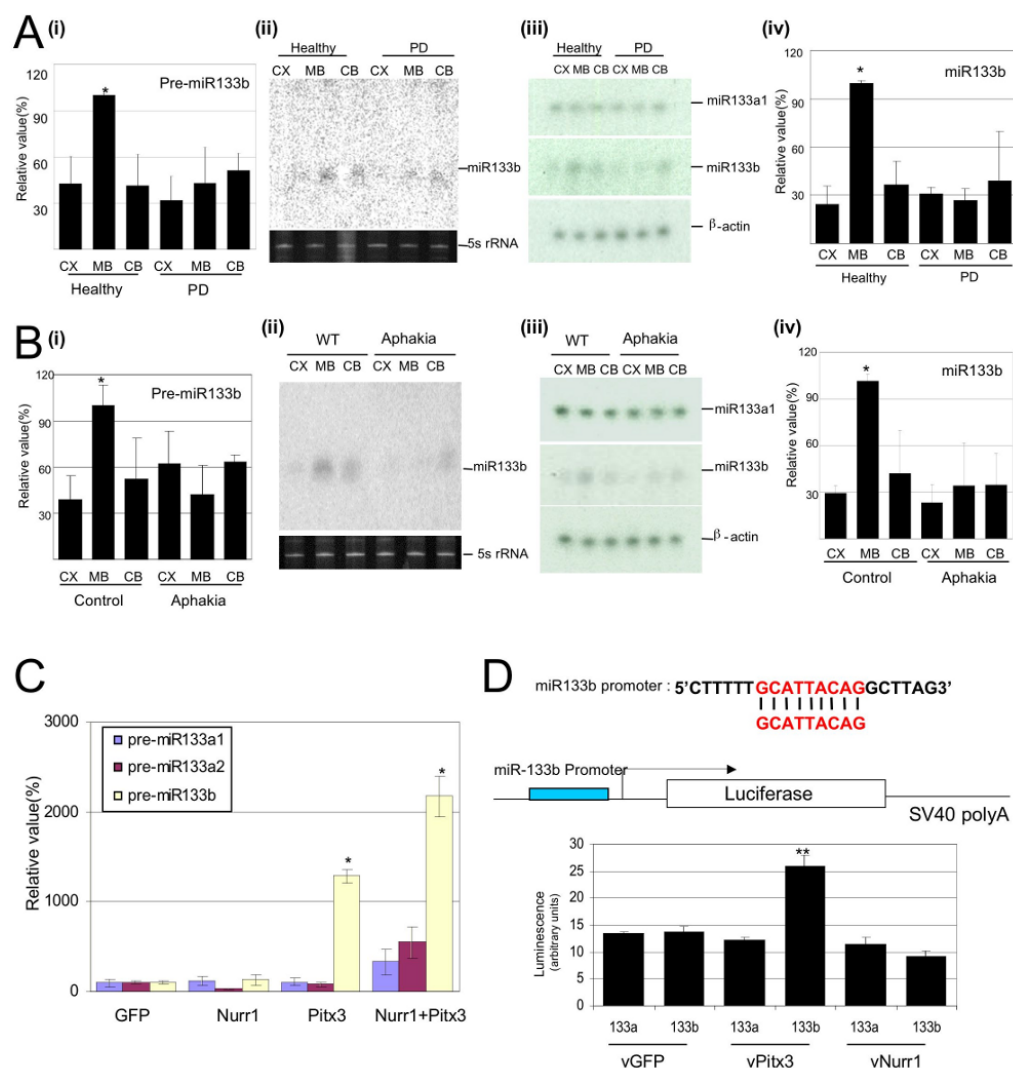 A
(i)
120
90
60
30
Relative value(%)
Pre-miR133b
*
CX MB CB CX MB CB
Healthy PD
(ii)
Healthy PD
CX MB CB CX MB CB
miR133b
5s rRNA
(iii)
Healthy PD
CX MB CB CX MB CB
miR133a1
miR133b
β-actin
(iv)
120
90
60
30
Relative value(%)
miR133b
*
CX MB CB CX MB CB
Healthy PD
B
(i)
120
90
60
30
Relative value(%)
Pre-miR133b
*
CX MB CB CX MB CB
Control Aphakia
(ii)
WT Aphakia
CX MB CB CX MB CB
miR133b
5s rRNA
(iii)
WT Aphakia
CX MB CB CX MB CB
miR133a1
miR133b
β-actin
(iv)
120
90
60
30
Relative value(%)
miR133b
*
CX MB CB CX MB CB
Control Aphakia
C
3000
2000
1000
0
Relative value(%)
pre-miR133a1
pre-miR133a2
pre-miR133b
*
*
GFP Nurr1 Pitx3 Nurr1+Pitx3
D
miR133b promoter : 5'CTTTTTGCATTACAGGCTTAG3'
GCATTACAG
miR-133b Promoter
Luciferase
SV40 polyA
30
25
20
15
10
5
0
Luminescence
(arbitrary units)
**
133a 133b 133a 133b 133a 133b
vGFP vPitx3 vNurr1